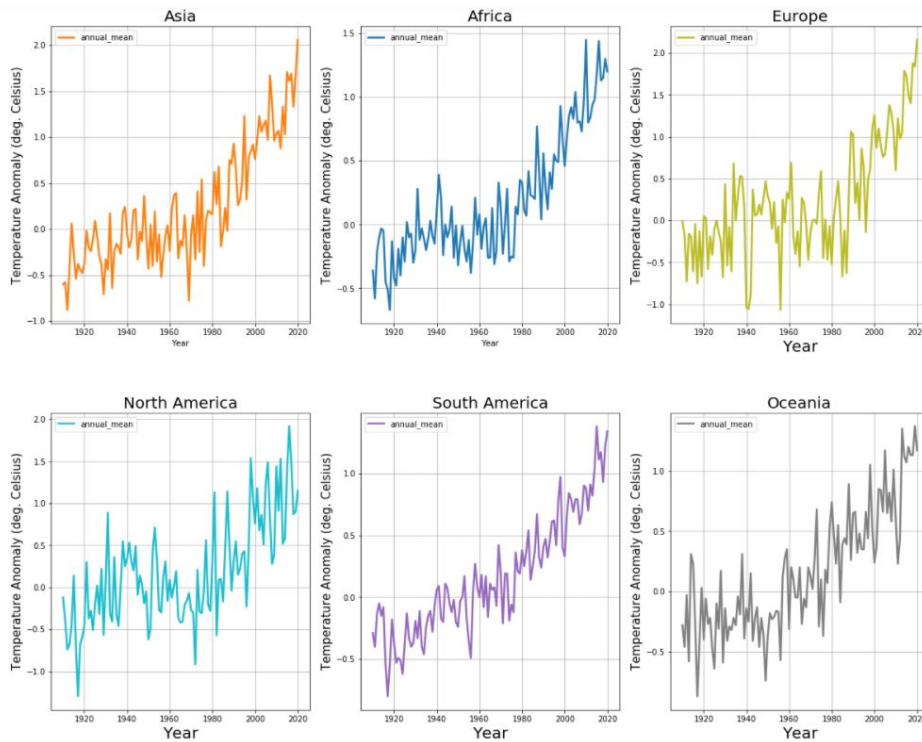 Asia
annual_mean
Temperature Anomaly (deg. Celsius)
2.0
1.5
1.0
0.5
0.0
−0.5
−1.0
1920 1940 1960 1980 2000 2020
Year
Africa
annual_mean
Temperature Anomaly (deg. Celsius)
1.5
1.0
0.5
0.0
−0.5
1920 1940 1960 1980 2000 2020
Year
Europe
annual_mean
Temperature Anomaly (deg. Celsius)
2.0
1.5
1.0
0.5
0.0
−0.5
−1.0
1920 1940 1960 1980 2000
Year
North America
annual_mean
Temperature Anomaly (deg. Celsius)
2.0
1.5
1.0
0.5
0.0
−0.5
−1.0
1920 1940 1960 1980 2000 2020
Year
South America
annual_mean
Temperature Anomaly (deg. Celsius)
1.0
0.5
0.0
−0.5
1920 1940 1960 1980 2000 2020
Year
Oceania
annual_mean
Temperature Anomaly (deg. Celsius)
1.0
0.5
0.0
−0.5
1920 1940 1960 1980 2000
Year